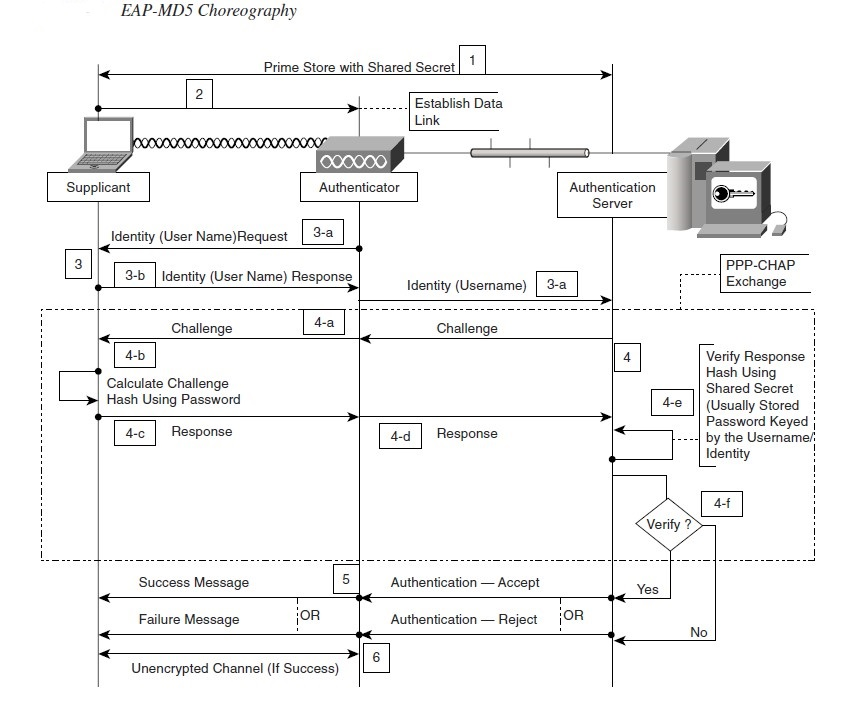 EAP-MD5 Choreography
Prime Store with Shared Secret
1
2
Establish Data
Link
Supplicant
Authenticator
Authentication
Server
Identity (User Name)Request
3-a
3
3-b
Identity (User Name) Response
Identity (Username)
3-a
PPP-CHAP
Exchange
Challenge
4-a
Challenge
4-b
4
Calculate Challenge
Hash Using Password
Verify Response
Hash Using
Shared Secret
(Usually Stored
Password Keyed
by the Username/
Identity
4-e
4-c
Response
4-d
Response
4-f
Verify ?
Success Message
5
Authentication — Accept
Yes
Failure Message
OR
Authentication — Reject
OR
No
6
Unencrypted Channel (If Success)